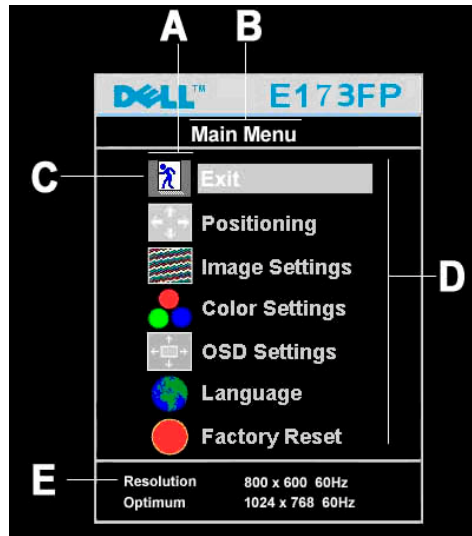 A B
DELL™ E173FP
Main Menu
C Exit
Positioning
Image Settings
D
Color Settings
OSD Settings
Language
Factory Reset
E Resolution 800 x 600 60Hz
Optimum 1024 x 768 60Hz